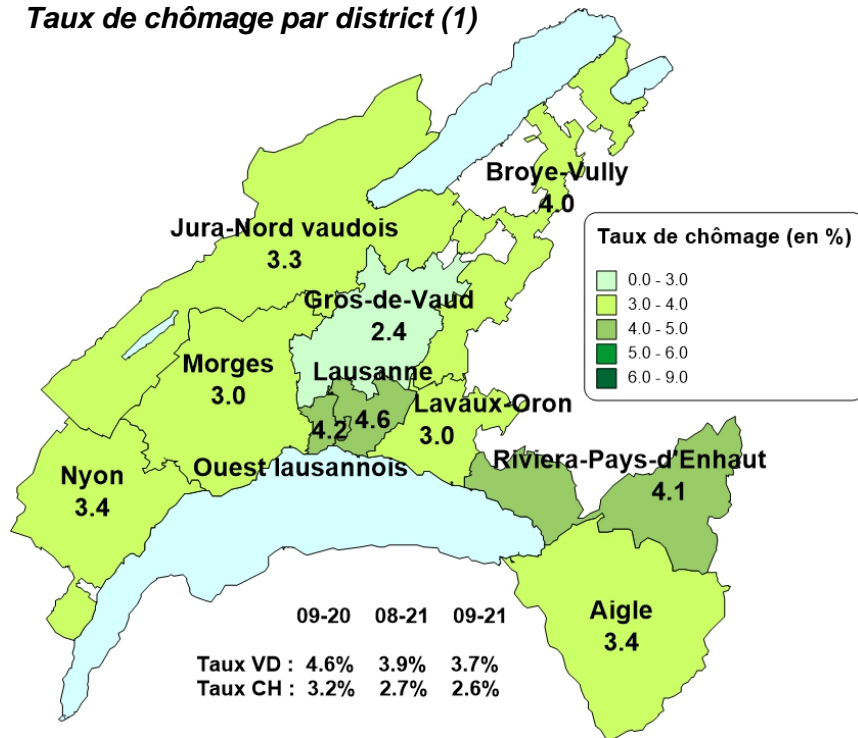 Taux de chômage par district (1)
Broye-Vully
4.0
Jura-Nord vaudois
3.3
Taux de chômage (en %)
0.0 - 3.0
3.0 - 4.0
4.0 - 5.0
5.0 - 6.0
6.0 - 9.0
Gros-de-Vaud
2.4
Morges
3.0
Lausanne
4.6
4.2
Lavaux-Oron
3.0
Ouest lausannois
Riviera-Pays-d'Enhaut
4.1
Nyon
3.4
Aigle
3.4
09-20 08-21 09-21
Taux VD : 4.6% 3.9% 3.7%
Taux CH : 3.2% 2.7% 2.6%